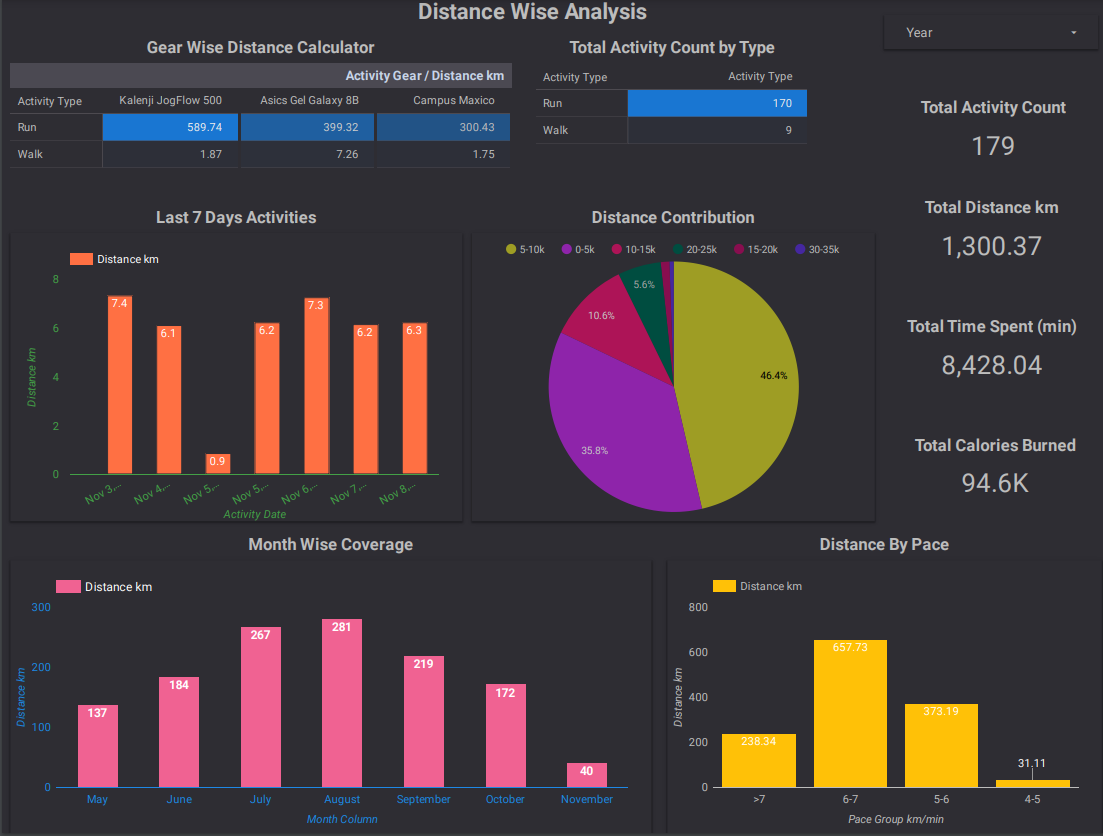 Distance Wise Analysis
Year
Gear Wise Distance Calculator
Activity Gear / Distance km
Activity Type Kalenji JogFlow 500 Asics Gel Galaxy 8B Campus Maxico
Run 589.74 399.32 300.43
Walk 1.87 7.26 1.75
Total Activity Count by Type
Activity Type Activity Type
Run 170
Walk 9
Total Activity Count
179
Total Distance km
1,300.37
Total Time Spent (min)
8,428.04
Total Calories Burned
94.6K
Last 7 Days Activities
Distance km
8
6
4
2
0
Distance km
7.4 6.1 0.9 6.2 7.3 6.2 6.3
Nov 3,... Nov 4,... Nov 5,... Nov 5,... Nov 6,... Nov 7,... Nov 8,...
Activity Date
Distance Contribution
5-10k 0-5k 10-15k 20-25k 15-20k 30-35k
5.6%
10.6%
46.4%
35.8%
Month Wise Coverage
Distance km
300
200
100
0
Distance km
137 184 267 281 219 172 40
May June July August September October November
Month Column
Distance By Pace
Distance km
800
600
400
200
0
Distance km
238.34 657.73 373.19 31.11
>7 6-7 5-6 4-5
Pace Group km/min